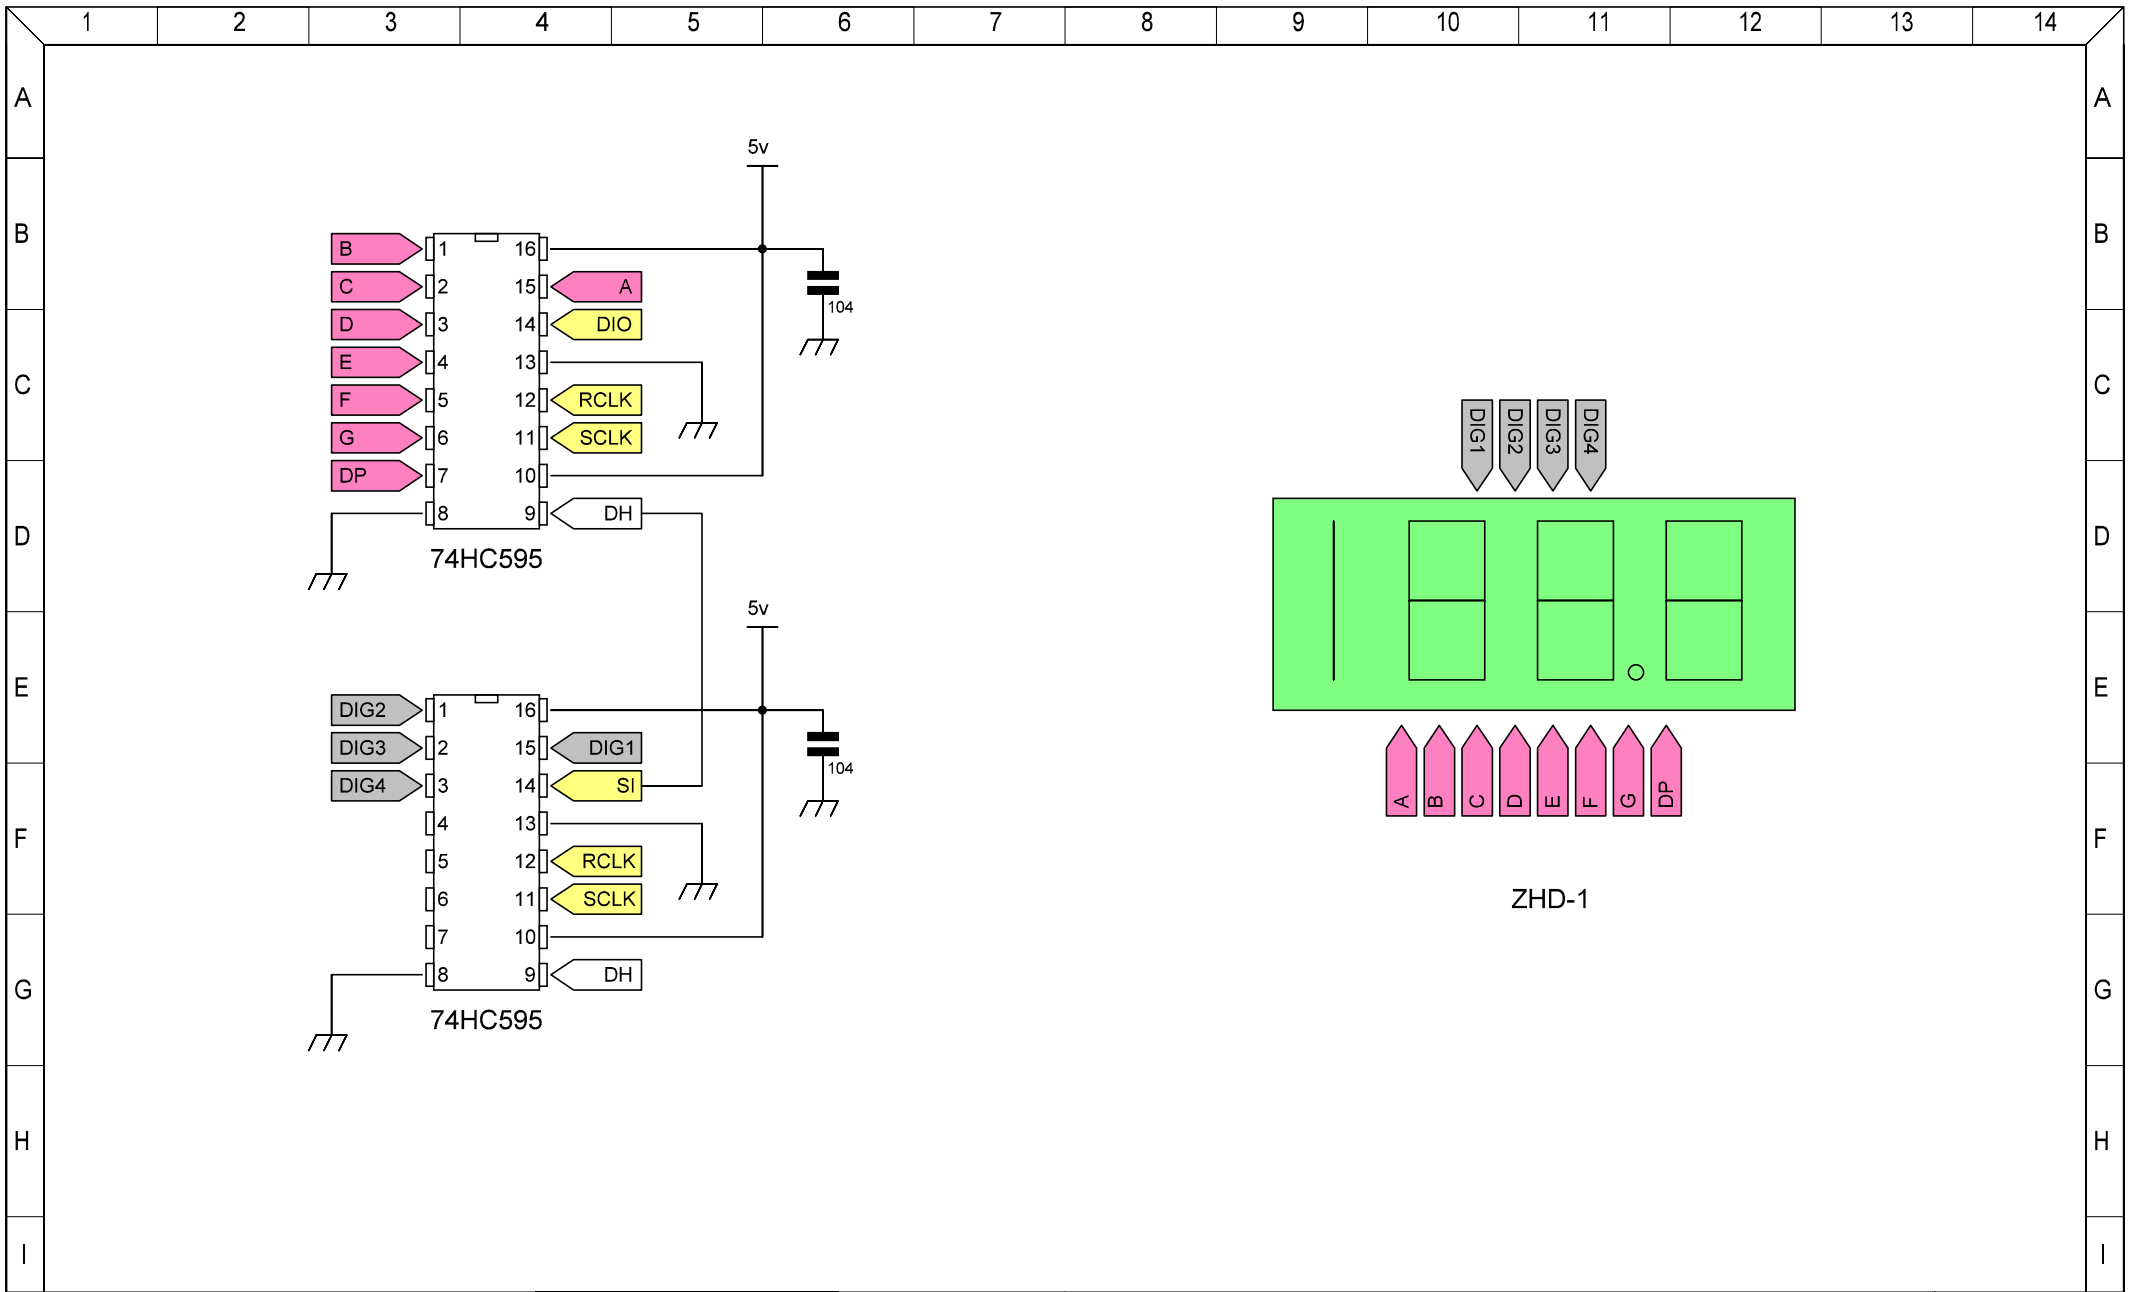 1 2 3 4 5 6 7 8 9 10 11 12 13 14
A A
5v
B B
B 1 16
C 2 15 A
104
D 3 14 DIO
E 4 13
C C
F 5 12 RCLK
G 6 11 SCLK
DIG1 DIG2 DIG3 DIG4
DP 7 10
8 9 DH
D D
74HC595
5v
E E
DIG2 1 16
DIG3 2 15 DIG1
104
DIG4 3 14 SI
A B C D E F G DP
4 13
F F
5 12 RCLK
6 11 SCLK
ZHD-1
7 10
8 9 DH
G G
74HC595
H H
I I